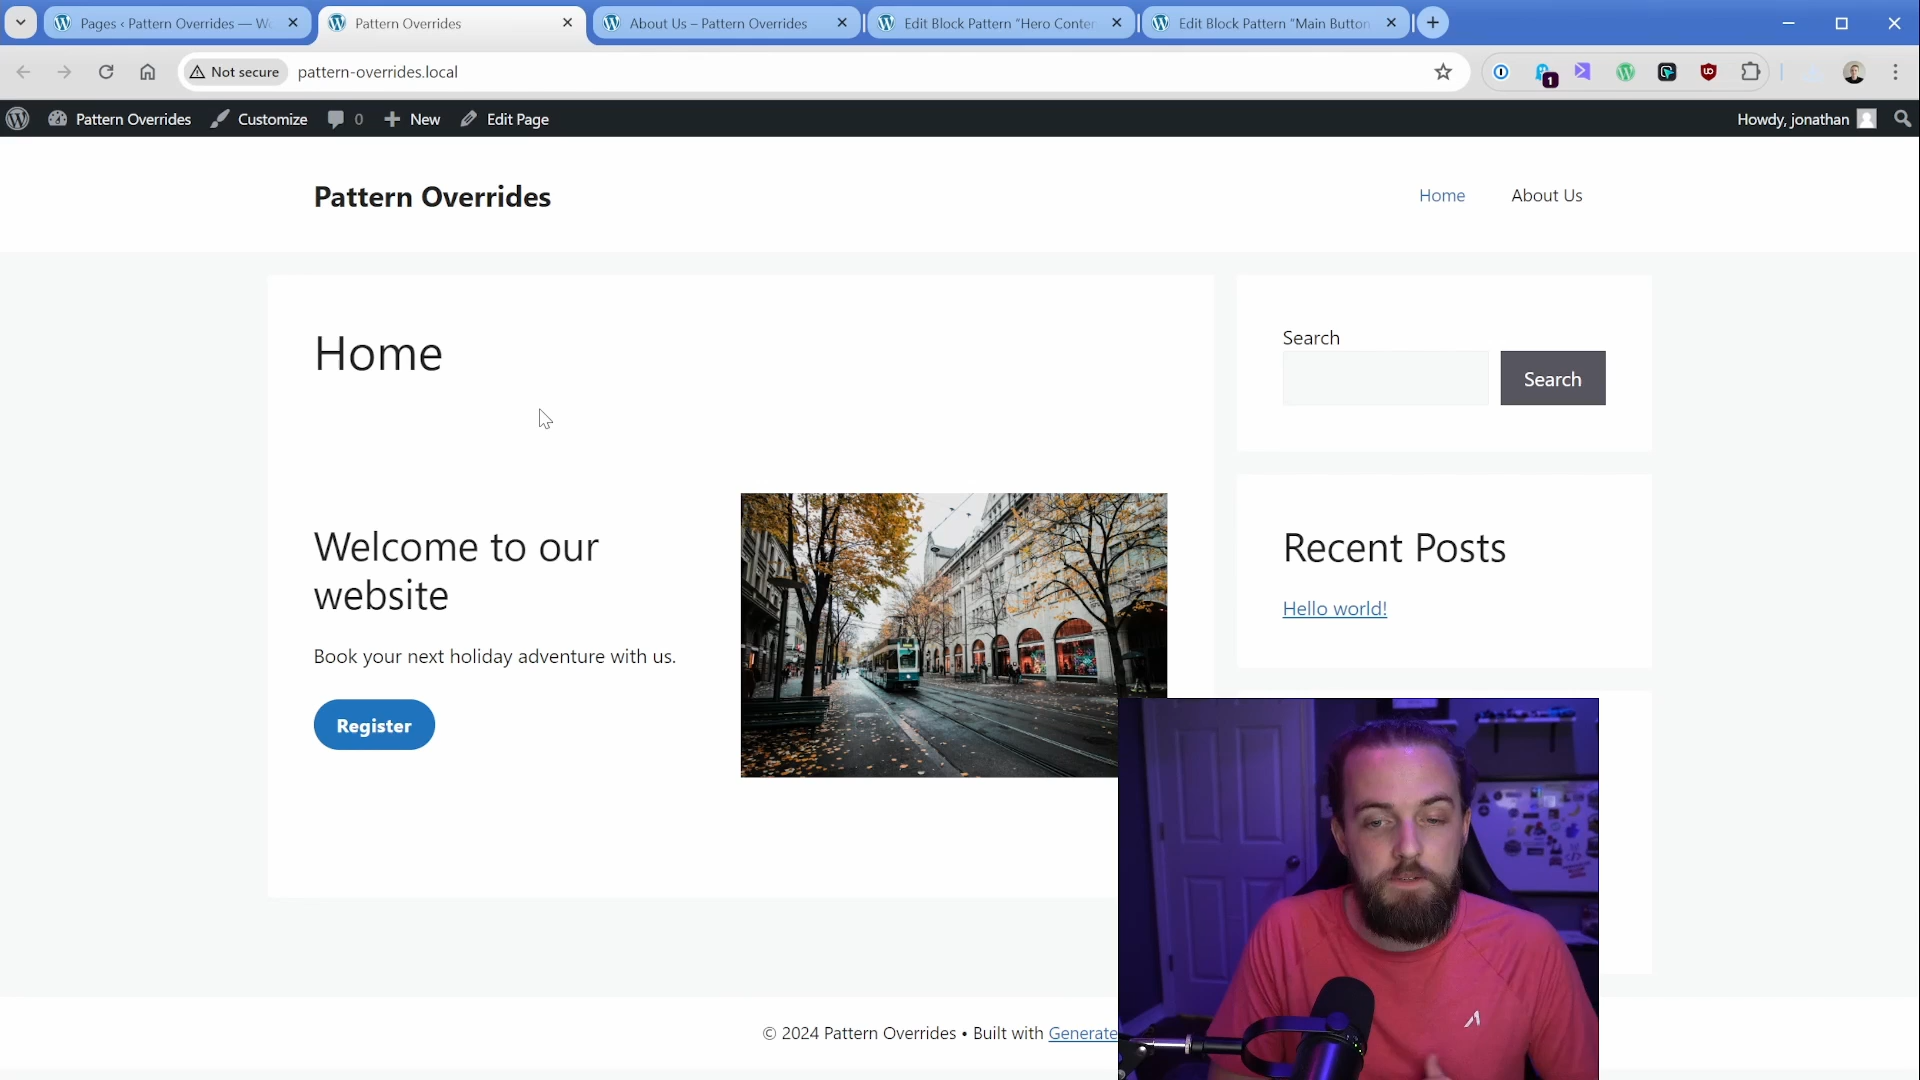 Pages ‹ Pattern Overrides — W
Pattern Overrides
About Us – Pattern Overrides
Edit Block Pattern “Hero Conten
Edit Block Pattern “Main Button
Not secure
pattern-overrides.local
1
Pattern Overrides
Customize
0
New
Edit Page
Howdy, jonathan
Pattern Overrides
Home
About Us
Home
Search
Search
Welcome to our
website
Book your next holiday adventure with us.
Register
Recent Posts
Hello world!
© 2024 Pattern Overrides • Built with Generate